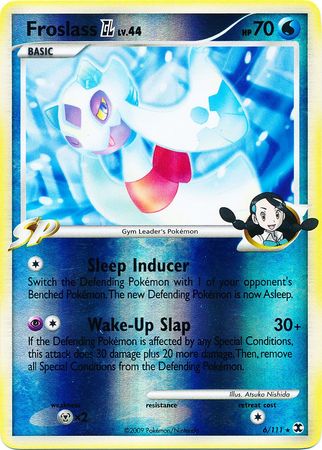 Froslass GL LV.44 HP 70
BASIC
Gym Leader's Pokémon
SP
Sleep Inducer
Switch the Defending Pokémon with 1 of your opponent's
Benched Pokémon. The new Defending Pokémon is now Asleep.
Wake-Up Slap 30+
If the Defending Pokémon is affected by any Special Conditions,
this attack does 30 damage plus 20 more damage. Then, remove
all Special Conditions from the Defending Pokémon.
Illus. Atsuko Nishida
weakness resistance retreat cost
×2
©2009 Pokémon/Nintendo 6/111 ★